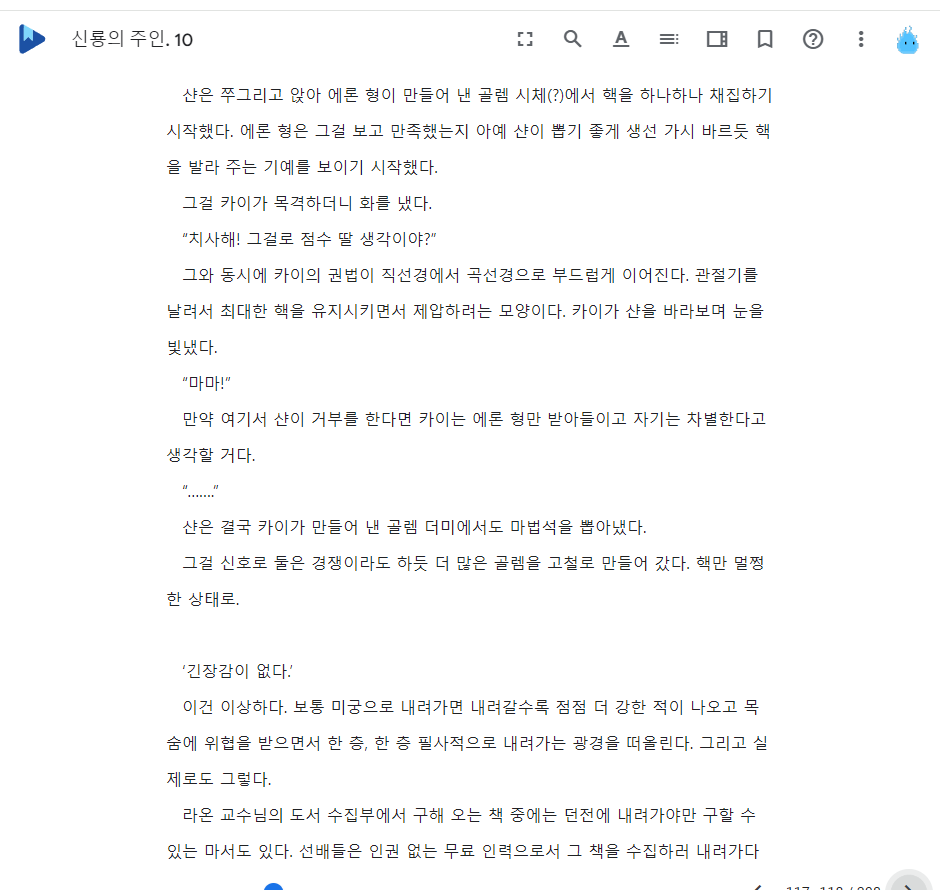 신룡의 주인. 10
샨은 쭈그리고 앉아 에론 형이 만들어 낸 골렘 시체(?)에서 핵을 하나하나 채집하기
시작했다. 에론 형은 그걸 보고 만족했는지 아예 샨이 뽑기 좋게 생선 가시 바르듯 핵
을 발라 주는 기예를 보이기 시작했다.
그걸 카이가 목격하더니 화를 냈다.
“치사해! 그걸로 점수 딸 생각이야?”
그와 동시에 카이의 권법이 직선경에서 곡선경으로 부드럽게 이어진다. 관절기를
날려서 최대한 핵을 유지시키면서 제압하려는 모양이다. 카이가 샨을 바라보며 눈을
빛냈다.
“마마!”
만약 여기서 샨이 거부를 한다면 카이는 에론 형만 받아들이고 자기는 차별한다고
생각할 거다.
“…….”
샨은 결국 카이가 만들어 낸 골렘 더미에서도 마법석을 뽑아냈다.
그걸 신호로 둘은 경쟁이라도 하듯 더 많은 골렘을 고철로 만들어 갔다. 핵만 멀쩡
한 상태로.
‘긴장감이 없다.’
이건 이상하다. 보통 미궁으로 내려가면 내려갈수록 점점 더 강한 적이 나오고 목
숨에 위협을 받으면서 한 층, 한 층 필사적으로 내려가는 광경을 떠올린다. 그리고 실
제로도 그렇다.
라온 교수님의 도서 수집부에서 구해 오는 책 중에는 던전에 내려가야만 구할 수
있는 마서도 있다. 선배들은 인권 없는 무료 인력으로서 그 책을 수집하러 내려가다